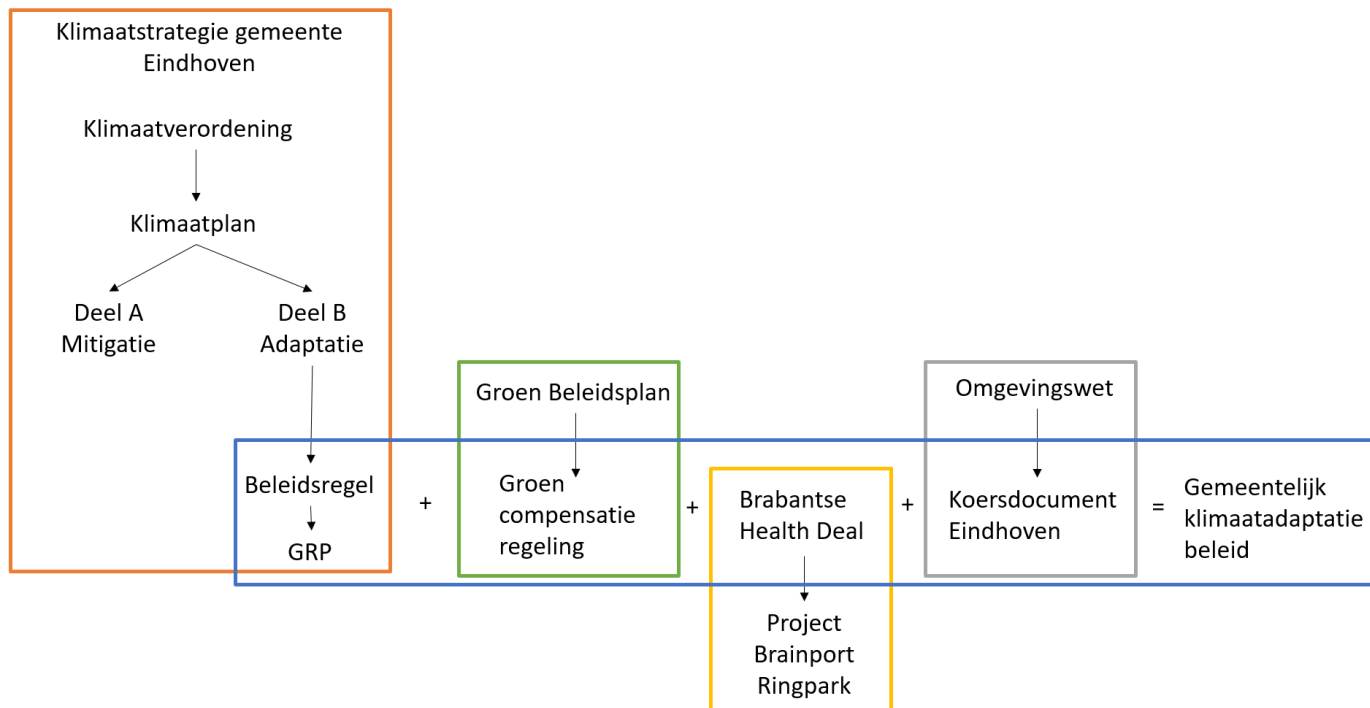 Klimaatstrategie gemeente
Eindhoven
Klimaatverordening
Klimaatplan
Deel A
Mitigatie
Deel B
Adaptatie
Beleidsregel
GRP
+
Groen Beleidsplan
Groen
compensatie
regeling
+
Brabantse
Health Deal
Project
Brainport
Ringpark
+
Omgevingswet
Koersdocument
Eindhoven
=
Gemeentelijk
klimaatadaptatie
beleid